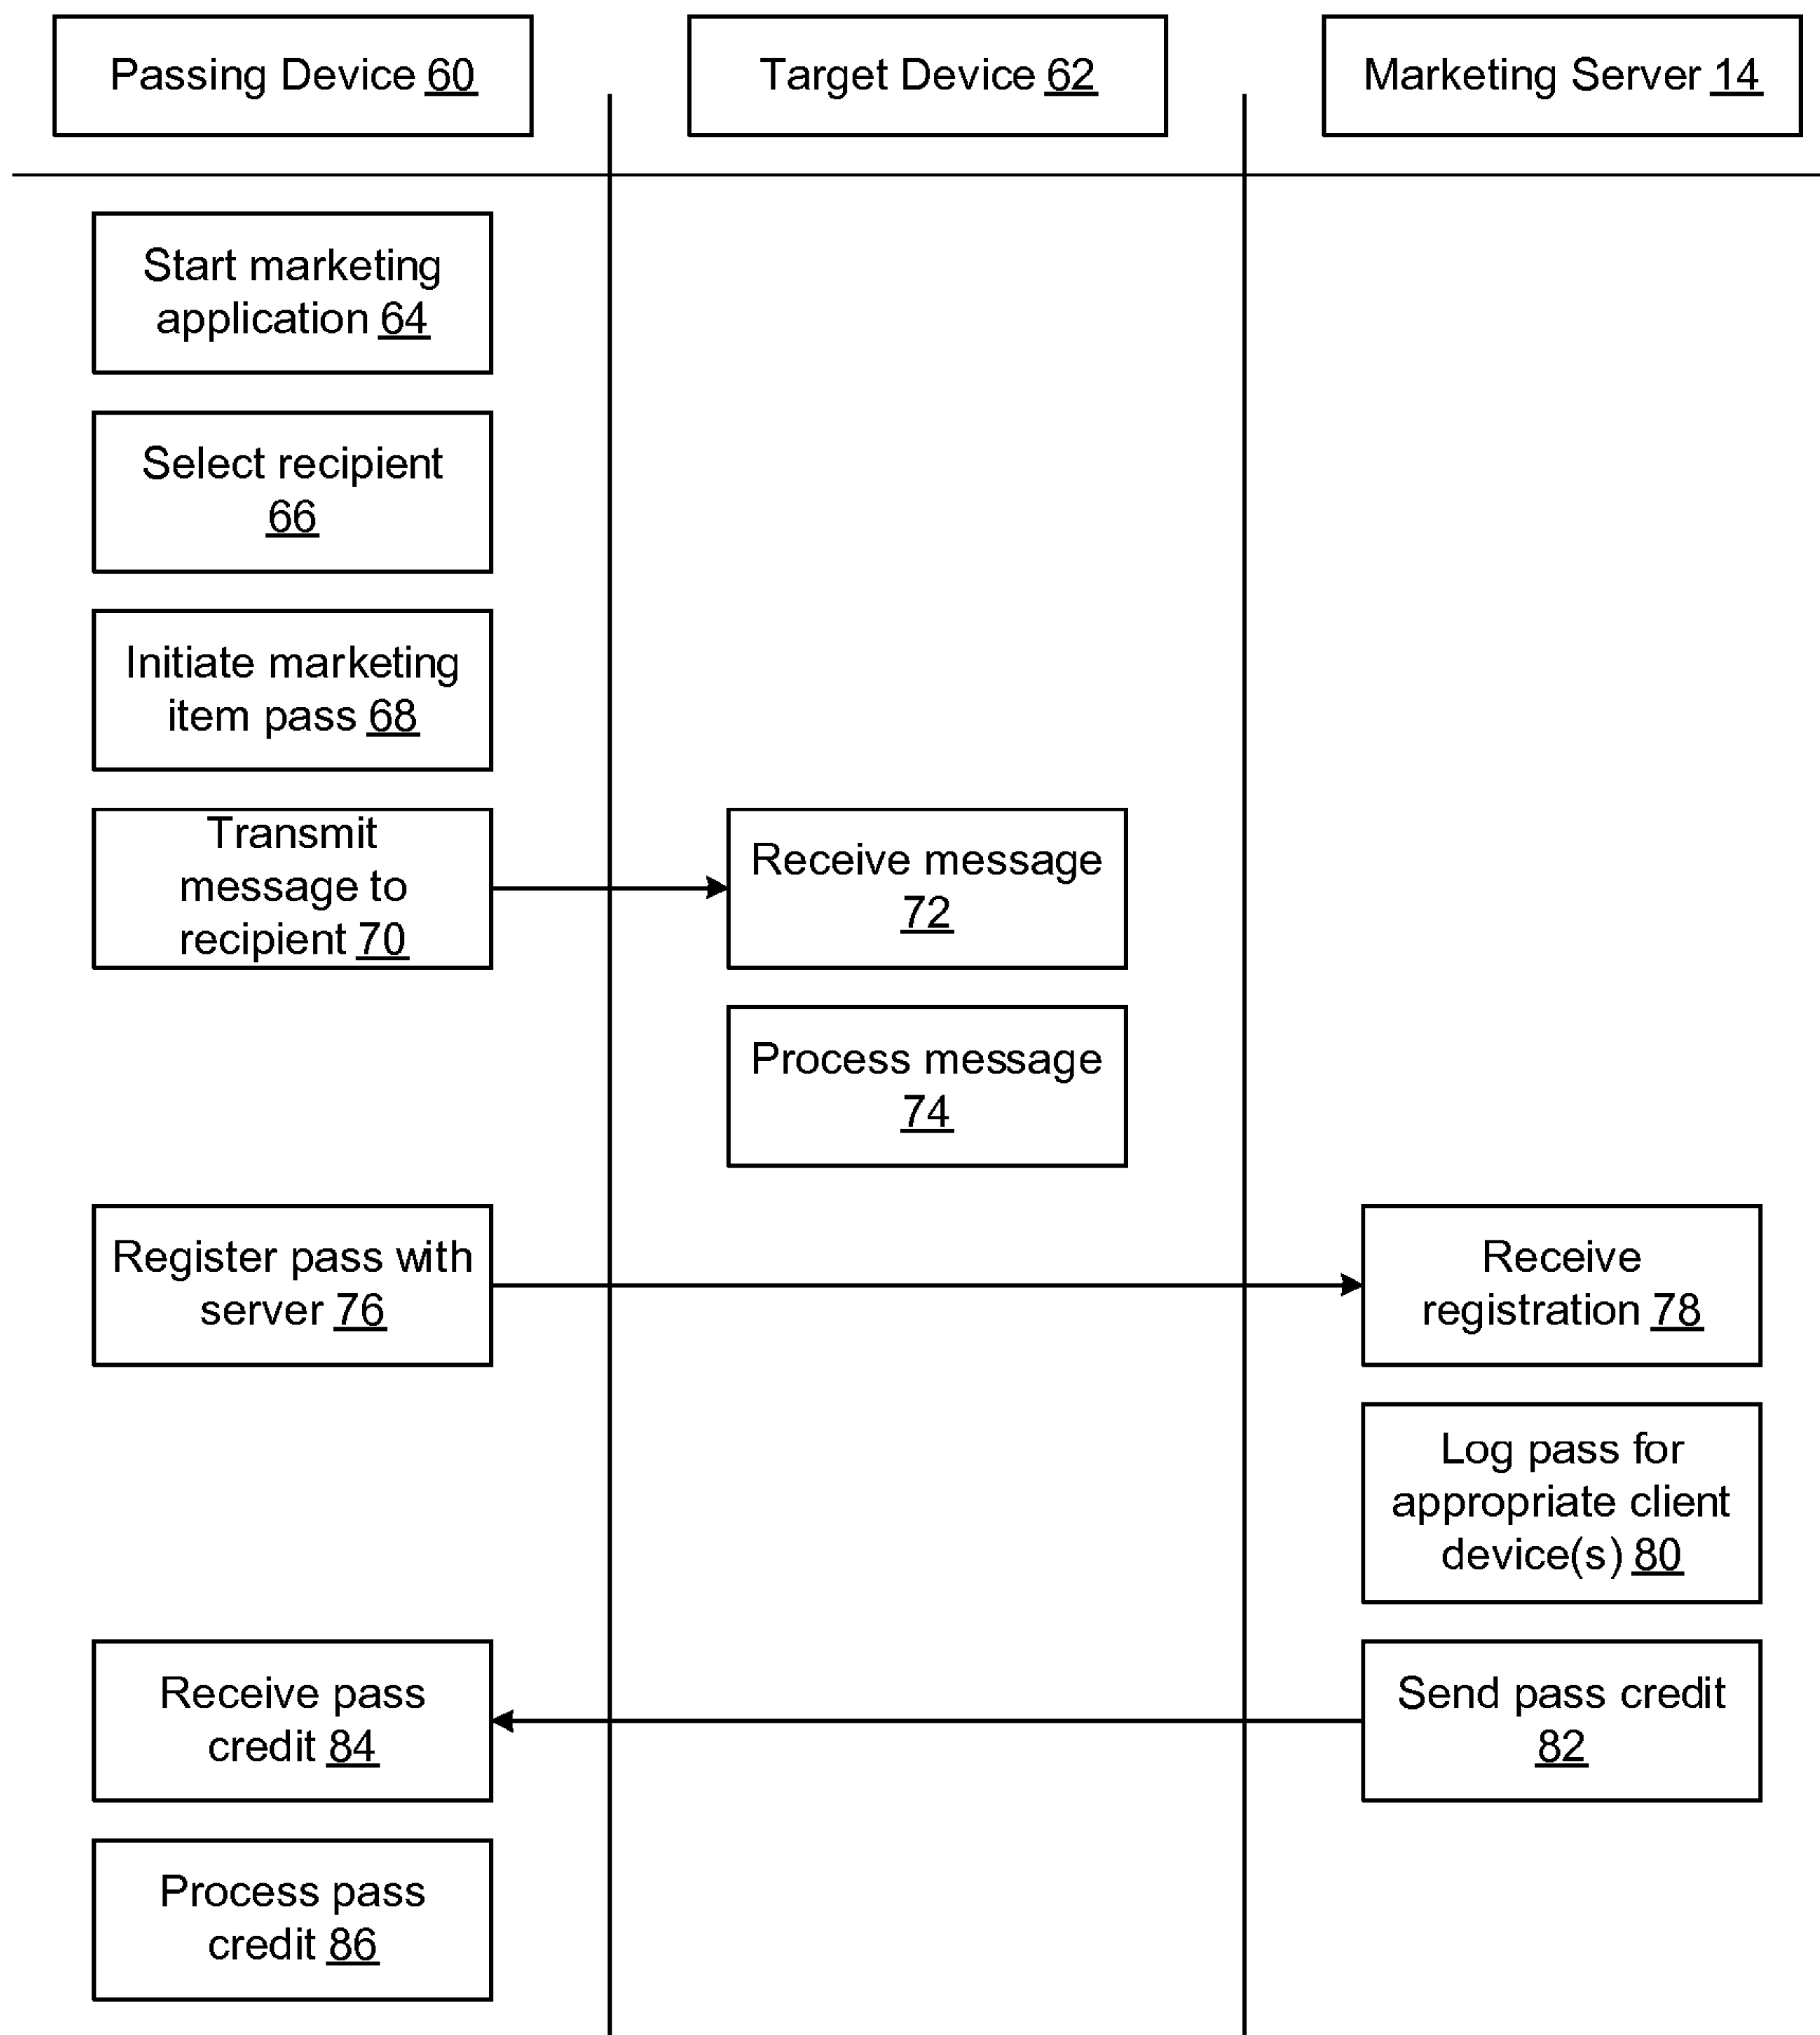 Passing Device 60
Target Device 62
Marketing Server 14
Start marketing
application 64
Select recipient
66
Initiate marketing
item pass 68
Transmit
message to
recipient 70
Receive message
72
Process message
74
Register pass with
server 76
Receive
registration 78
Log pass for
appropriate client
device(s) 80
Send pass credit
82
Receive pass
credit 84
Process pass
credit 86